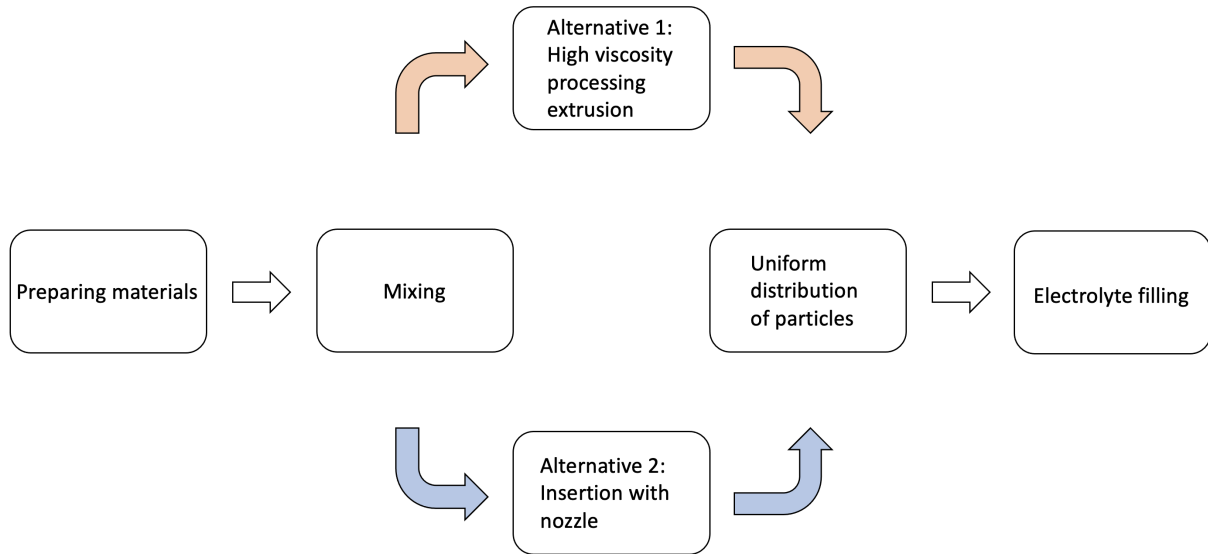 Alternative 1:
High viscosity
processing
extrusion
Preparing materials
Mixing
Uniform
distribution
of particles
Electrolyte filling
Alternative 2:
Insertion with
nozzle